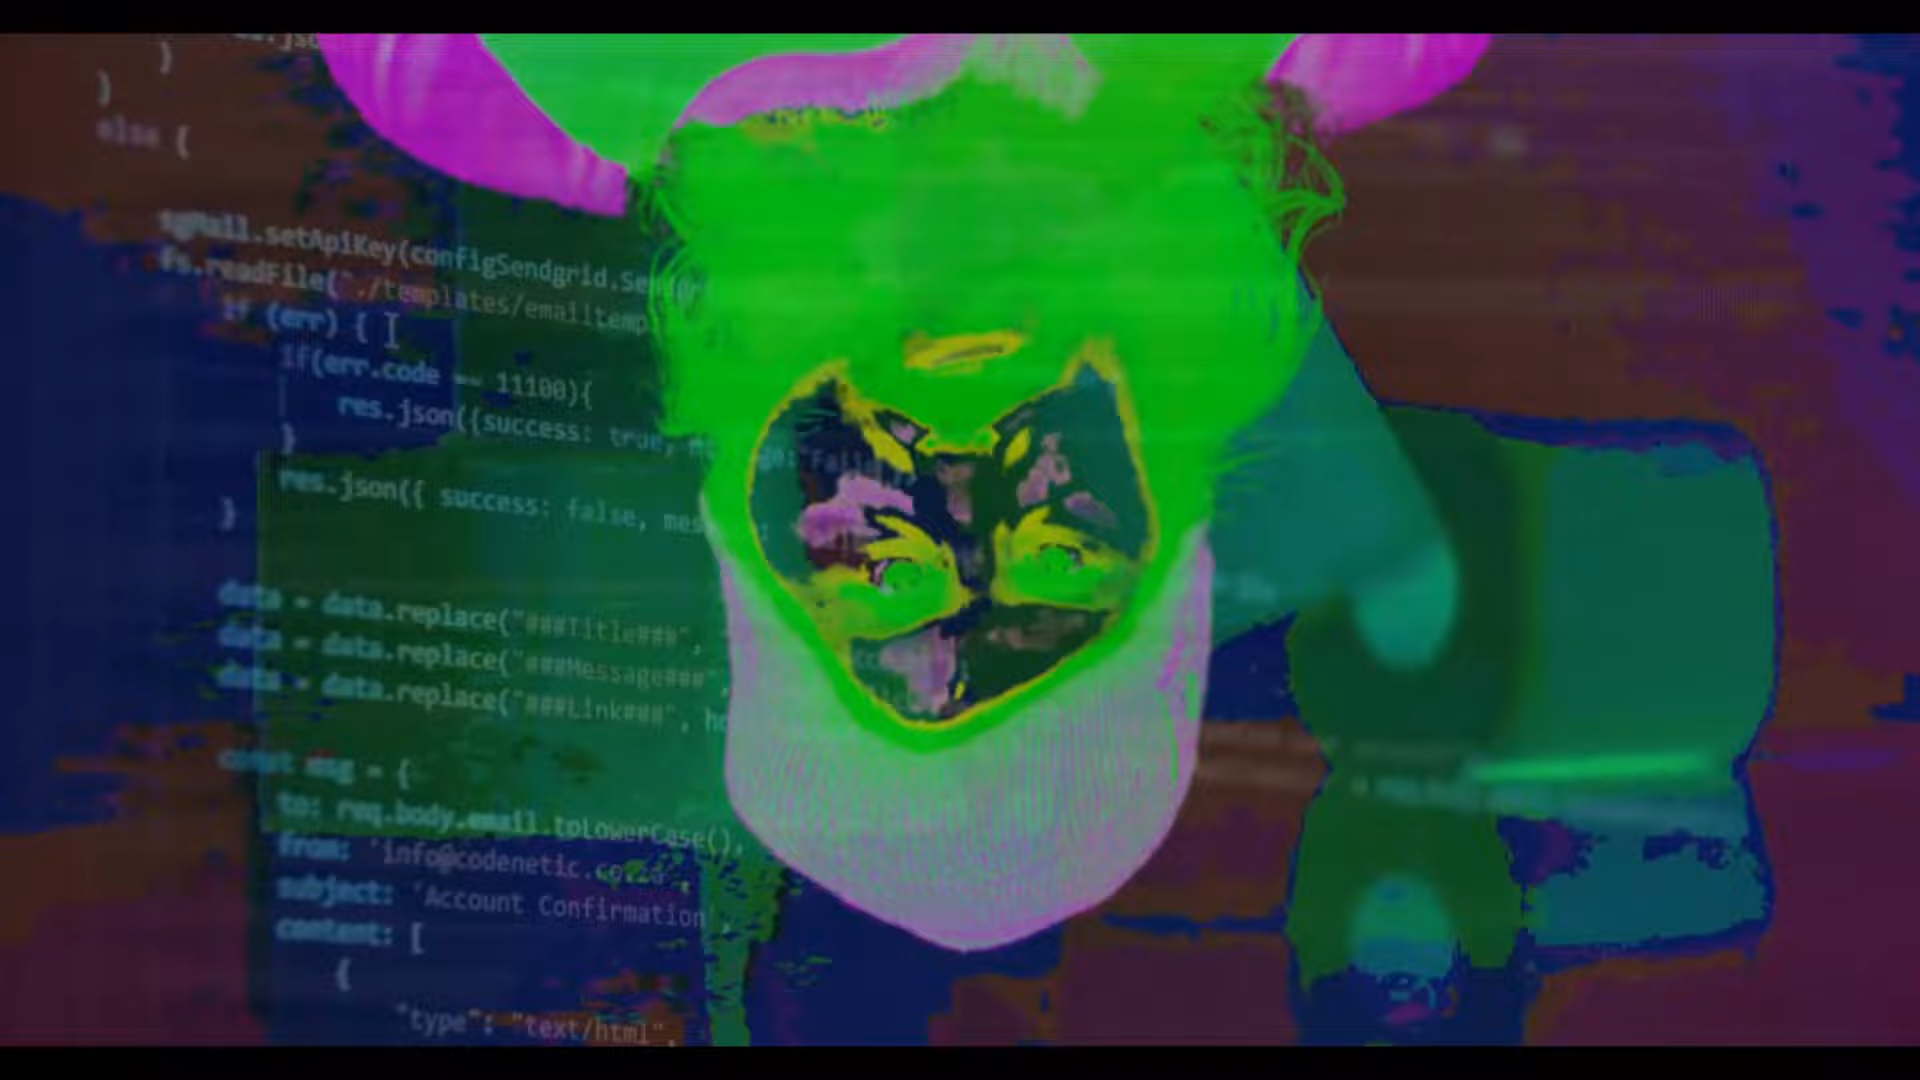 }
}
else {
sgMail.setApiKey(configSendgrid.
fs.readFile('./templates/emailtemp
if (err) {
if(err.code == 11100){
res.json({success: true,
}
res.json({ success: false, mes
}
data = data.replace("###Title###",
data = data.replace("###Message###",
data = data.replace("###Link###", ho
const msg = {
to: req.body.email.toLowerCase(),
from: 'info@codenetic.co.za',
subject: 'Account Confirmation
content: [
{
"type": "text/html",